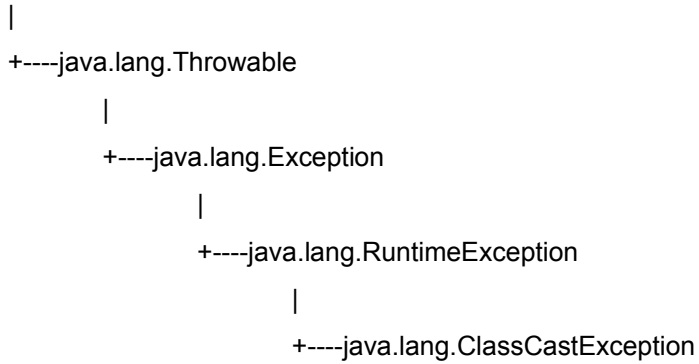 |
+----java.lang.Throwable
|
+----java.lang.Exception
|
+----java.lang.RuntimeException
|
+----java.lang.ClassCastException